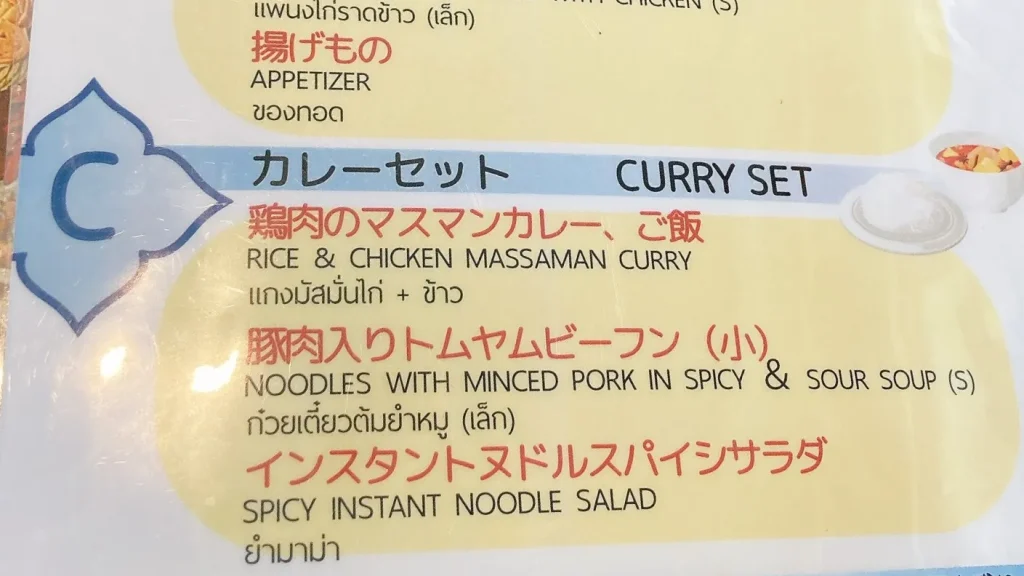 WITH CHICKEN (S)
แพนงไก่ราดข้าว (เล็ก)
揚げもの
APPETIZER
ของทอด
C カレーセット CURRY SET
鶏肉のマスマンカレー、ご飯
RICE & CHICKEN MASSAMAN CURRY
แกงมัสมั่นไก่ + ข้าว
豚肉入りトムヤムビーフン (小)
NOODLES WITH MINCED PORK IN SPICY & SOUR SOUP (S)
ก๋วยเตี๋ยวต้มยำหมู (เล็ก)
インスタントヌドルスパイシサラダ
SPICY INSTANT NOODLE SALAD
ยำมาม่า